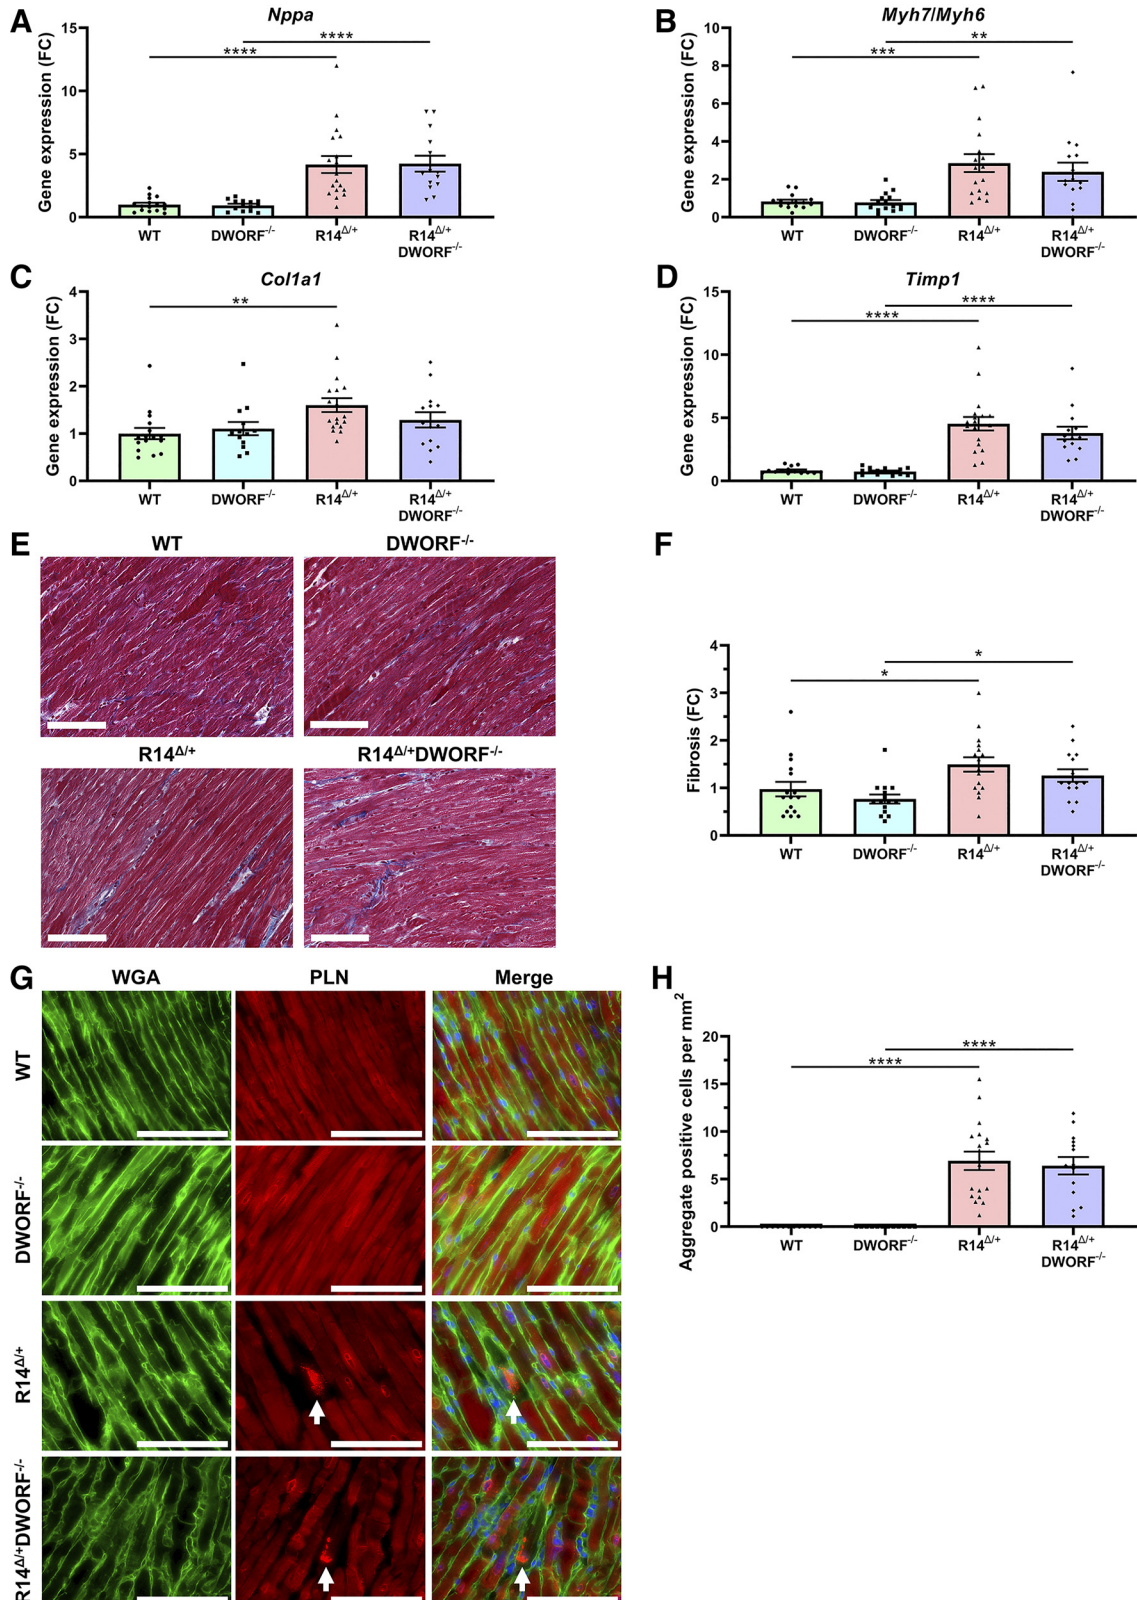 A
Nppa
Gene expression (FC)
15
10
5
0
****
****
WT
DWORF-/-
R14Δ/+
R14Δ/+
DWORF-/-
B
Myh7/Myh6
Gene expression (FC)
10
8
6
4
2
0
**
***
WT
DWORF-/-
R14Δ/+
R14Δ/+
DWORF-/-
C
Col1a1
Gene expression (FC)
4
3
2
1
0
**
WT
DWORF-/-
R14Δ/+
R14Δ/+
DWORF-/-
D
Timp1
Gene expression (FC)
15
10
5
0
****
****
WT
DWORF-/-
R14Δ/+
R14Δ/+
DWORF-/-
E
WT
DWORF-/-
R14Δ/+
R14Δ/+DWORF-/-
F
Fibrosis (FC)
4
3
2
1
0
*
*
WT
DWORF-/-
R14Δ/+
R14Δ/+
DWORF-/-
G
WGA
PLN
Merge
WT
DWORF-/-
R14Δ/+
R14Δ/+DWORF-/-
H
Aggregate positive cells per mm2
20
15
10
5
0
****
****
WT
DWORF-/-
R14Δ/+
R14Δ/+
DWORF-/-